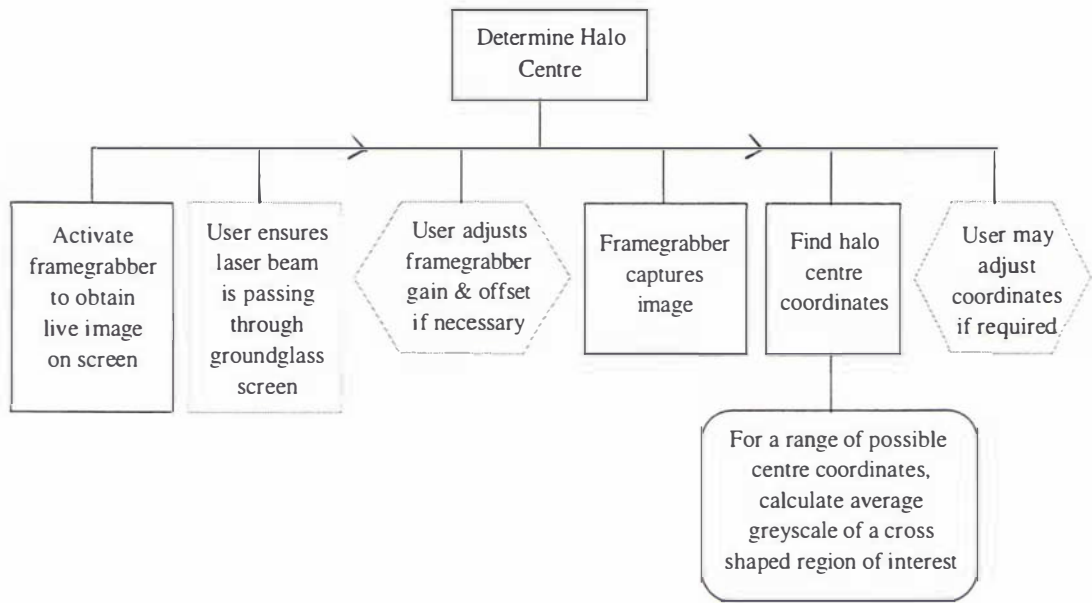 Determine Halo
Centre
Activate
framegrabber
to obtain
live image
on screen
User ensures
laser beam
is passing
through
groundglass
screen
User adjusts
framegrabber
gain & offset
if necessary
Framegrabber
captures
image
Find halo
centre
coordinates
User may
adjust
coordinates
if required
For a range of possible
centre coordinates,
calculate average
greyscale of a cross
shaped region of interest